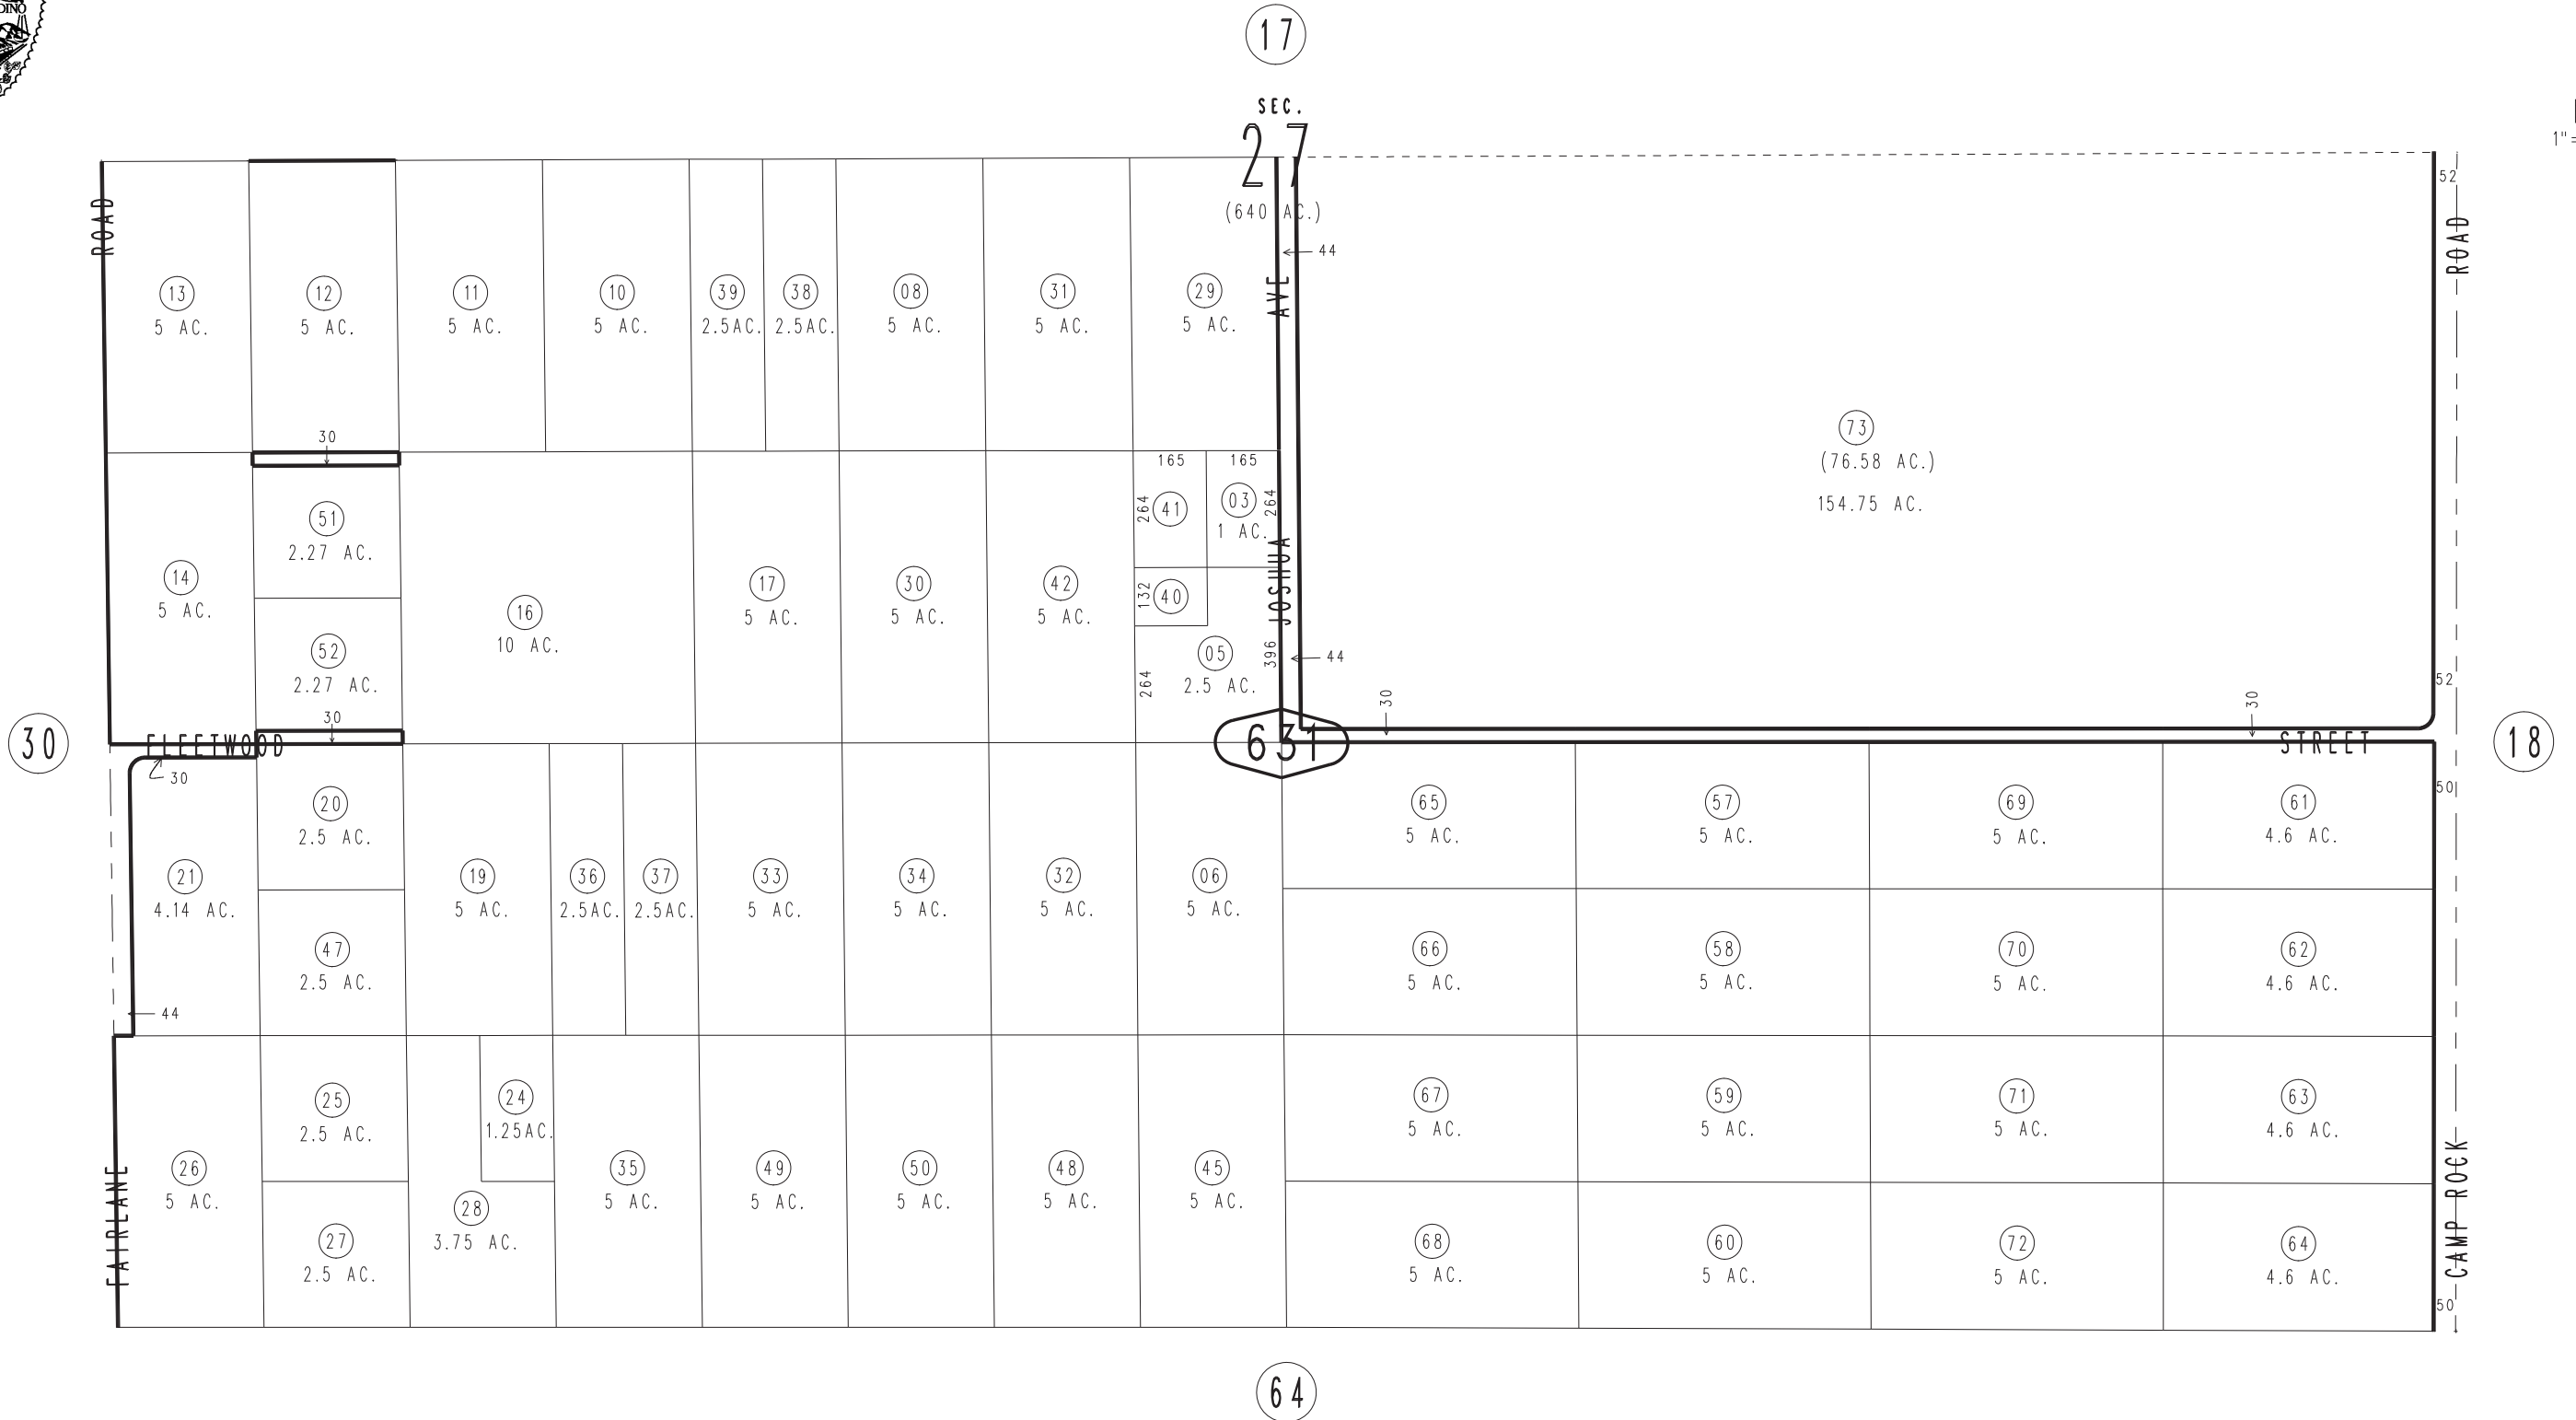 DINO
17
SEC.
27
(640 AC.)
1"=
ROAD
AVE
44
52
ROAD
13
5 AC.
12
5 AC.
11
5 AC.
10
5 AC.
39
2.5AC.
38
2.5AC.
08
5 AC.
31
5 AC.
29
5 AC.
73
(76.58 AC.)
154.75 AC.
30
14
5 AC.
51
2.27 AC.
52
2.27 AC.
30
16
10 AC.
17
5 AC.
30
5 AC.
42
5 AC.
165
165
264
41
03
1 AC.
264
132
40
05
2.5 AC.
264
396
JOSHUA
44
30
30
52
30
FLEETWOOD
30
631
STREET
18
50
21
4.14 AC.
44
20
2.5 AC.
47
2.5 AC.
19
5 AC.
36
2.5AC.
37
2.5AC.
33
5 AC.
34
5 AC.
32
5 AC.
06
5 AC.
65
5 AC.
57
5 AC.
69
5 AC.
61
4.6 AC.
66
5 AC.
58
5 AC.
70
5 AC.
62
4.6 AC.
FAIRLANE
26
5 AC.
25
2.5 AC.
27
2.5 AC.
24
1.25AC.
28
3.75 AC.
35
5 AC.
49
5 AC.
50
5 AC.
48
5 AC.
45
5 AC.
67
5 AC.
59
5 AC.
71
5 AC.
63
4.6 AC.
68
5 AC.
60
5 AC.
72
5 AC.
64
4.6 AC.
CAMP ROCK
50
64